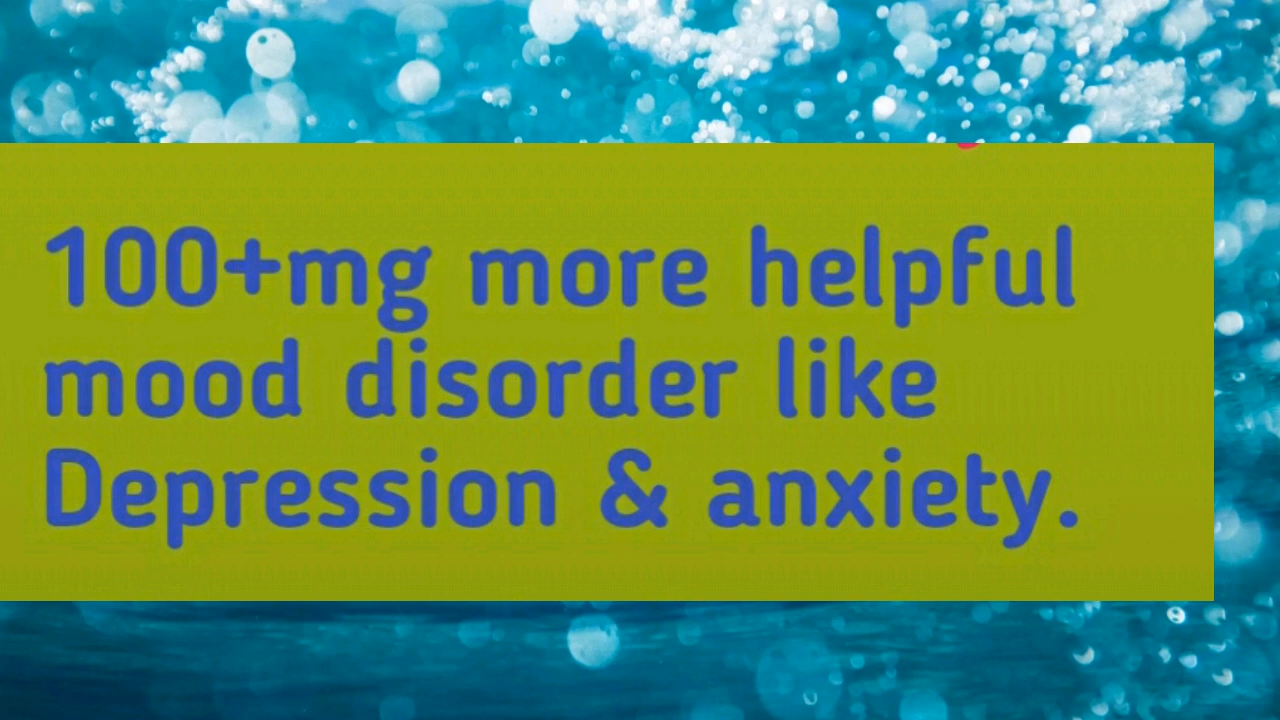 100+mg more helpful
mood disorder like
Depression & anxiety.